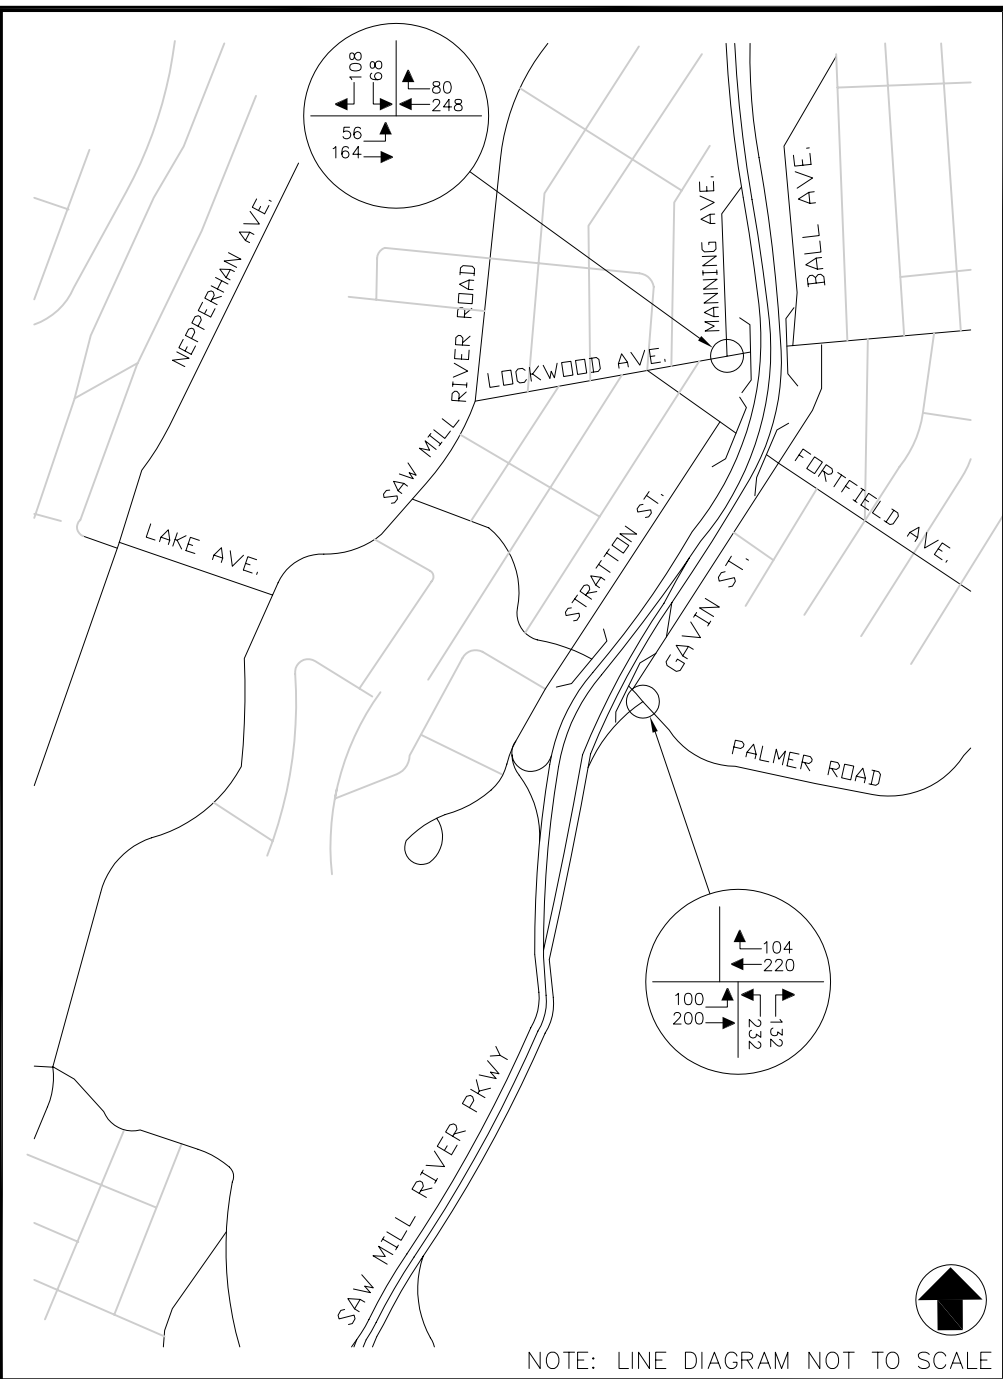 108
68
80
248
56
164
NEPPERHAN AVE.
SAW MILL RIVER ROAD
MANNING AVE.
BALL AVE.
LOCKWOOD AVE.
LAKE AVE.
STRATTON ST.
FORTFIELD AVE.
GAVIN ST.
PALMER ROAD
104
220
100
200
232
132
SAW MILL RIVER PKWY
NOTE: LINE DIAGRAM NOT TO SCALE